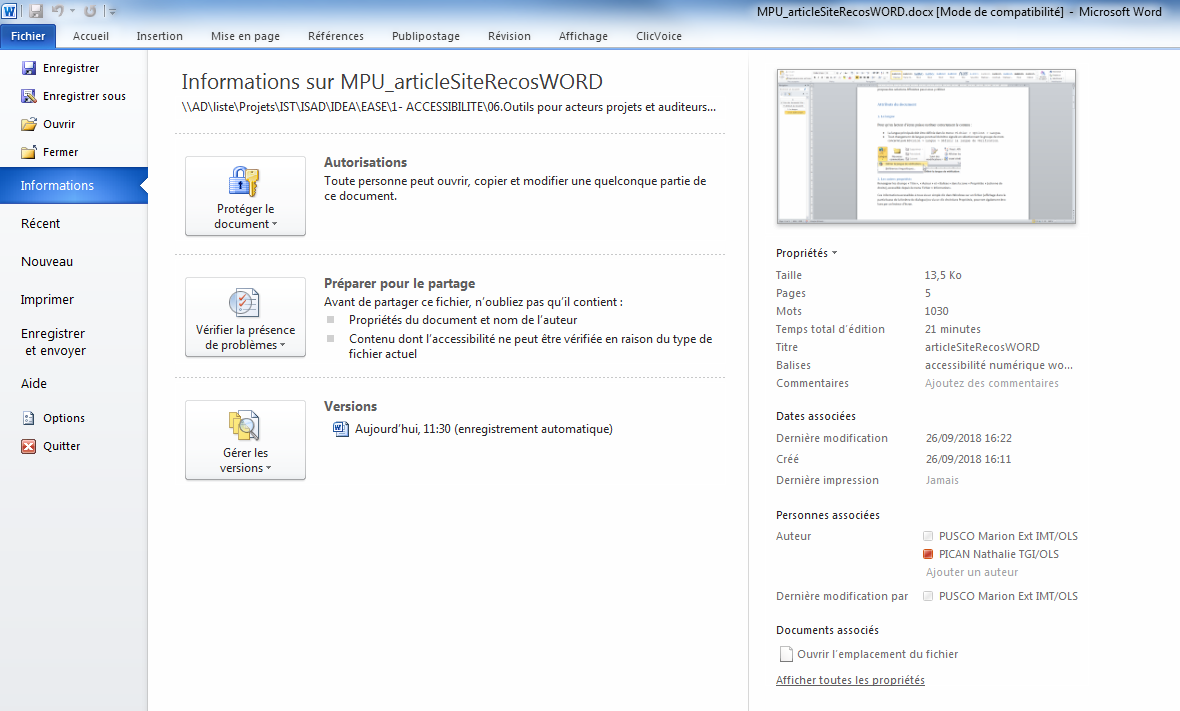 MPU_articleSiteRecosWORD.docx [Mode de compatibilité] - Microsoft Word
Fichier Accueil Insertion Mise en page Références Publipostage Révision Affichage ClicVoice
Enregistrer
Enregistrer sous
Ouvrir
Fermer
Informations
Récent
Nouveau
Imprimer
Enregistrer
et envoyer
Aide
Options
Quitter
Informations sur MPU_articleSiteRecosWORD
\\AD\liste\Projets\IST\ISAD\IDEA\EASE\1- ACCESSIBILITE\06.Outils pour acteurs projets et auditeurs...
Protéger le
document
Autorisations
Toute personne peut ouvrir, copier et modifier une quelconque partie de
ce document.
Vérifier la présence
de problèmes
Préparer pour le partage
Avant de partager ce fichier, n'oubliez pas qu'il contient :
Propriétés du document et nom de l'auteur
Contenu dont l'accessibilité ne peut être vérifiée en raison du type de
fichier actuel
Gérer les
versions
Versions
Aujourd'hui, 11:30 (enregistrement automatique)
Propriétés
Taille 13,5 Ko
Pages 5
Mots 1030
Temps total d'édition 21 minutes
Titre articleSiteRecosWORD
Balises accessibilité numérique wo...
Commentaires Ajoutez des commentaires
Dates associées
Dernière modification 26/09/2018 16:22
Créé 26/09/2018 16:11
Dernière impression Jamais
Personnes associées
Auteur PUSCO Marion Ext IMT/OLS
PICAN Nathalie TGI/OLS
Ajouter un auteur
Dernière modification par PUSCO Marion Ext IMT/OLS
Documents associés
Ouvrir l'emplacement du fichier
Afficher toutes les propriétés